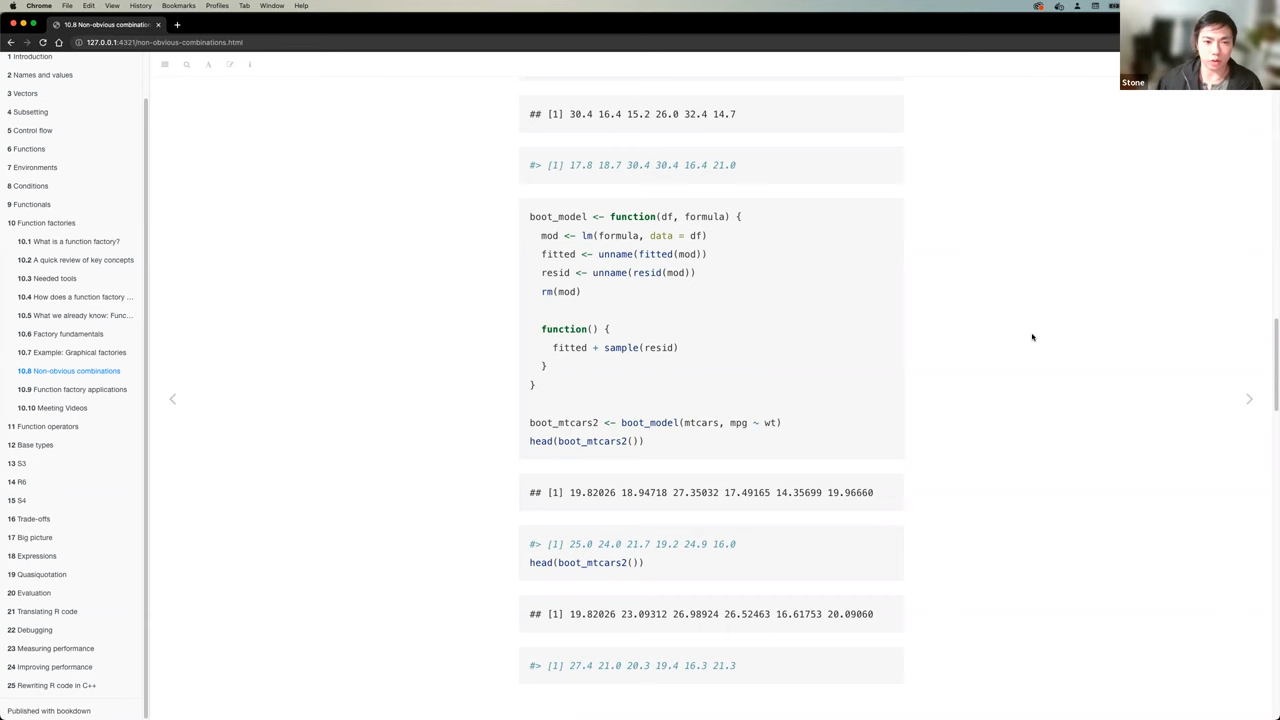 Chrome File Edit View History Bookmarks Profiles Tab Window Help
10.8 Non-obvious combination
127.0.0.1:4321/non-obvious-combinations.html
Stone
1 Introduction
2 Names and values
3 Vectors
4 Subsetting
5 Control flow
6 Functions
7 Environments
8 Conditions
9 Functionals
10 Function factories
10.1 What is a function factory?
10.2 A quick review of key concepts
10.3 Needed tools
10.4 How does a function factory ...
10.5 What we already know: Func...
10.6 Factory fundamentals
10.7 Example: Graphical factories
10.8 Non-obvious combinations
10.9 Function factory applications
10.10 Meeting Videos
11 Function operators
12 Base types
13 S3
14 R6
15 S4
16 Trade-offs
17 Big picture
18 Expressions
19 Quasiquotation
20 Evaluation
21 Translating R code
22 Debugging
23 Measuring performance
24 Improving performance
25 Rewriting R code in C++
Published with bookdown
## [1] 30.4 16.4 15.2 26.0 32.4 14.7
#> [1] 17.8 18.7 30.4 30.4 16.4 21.0
boot_model <- function(df, formula) {
mod <- lm(formula, data = df)
fitted <- unname(fitted(mod))
resid <- unname(resid(mod))
rm(mod)
function() {
fitted + sample(resid)
}
}
boot_mtcars2 <- boot_model(mtcars, mpg ~ wt)
head(boot_mtcars2())
## [1] 19.82026 18.94718 27.35032 17.49165 14.35699 19.96660
#> [1] 25.0 24.0 21.7 19.2 24.9 16.0
head(boot_mtcars2())
## [1] 19.82026 23.09312 26.98924 26.52463 16.61753 20.09060
#> [1] 27.4 21.0 20.3 19.4 16.3 21.3